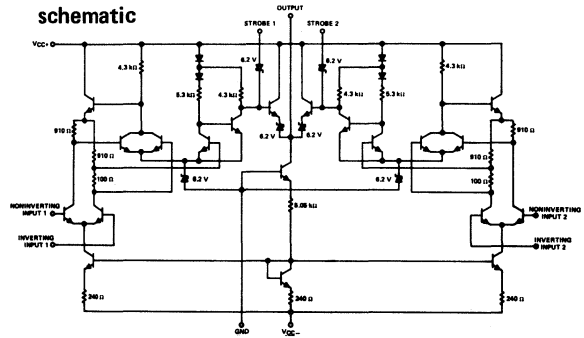 schematic
OUTPUT
STROBE 1
STROBE 2
VCC+
4.3 kΩ
6.2 V
6.2 V
4.3 kΩ
5.3 kΩ
4.3 kΩ
4.3 kΩ
5.3 kΩ
910 Ω
910 Ω
100 Ω
6.2 V
6.2 V
6.2 V
6.2 V
910 Ω
910 Ω
100 Ω
5.05 kΩ
NONINVERTING
INPUT 1
INVERTING
INPUT 1
NONINVERTING
INPUT 2
INVERTING
INPUT 2
240 Ω
240 Ω
240 Ω
GND
VCC−